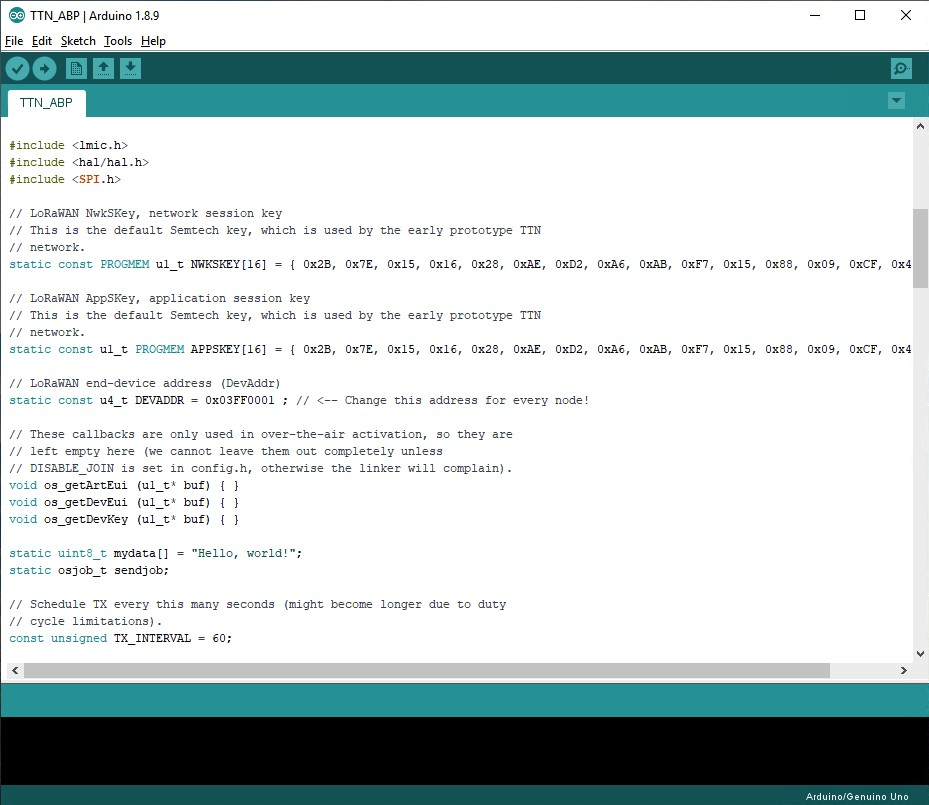 TTN_ABP | Arduino 1.8.9
File Edit Sketch Tools Help
TTN_ABP
#include <lmic.h>
#include <hal/hal.h>
#include <SPI.h>
// LoRaWAN NwkSKey, network session key
// This is the default Semtech key, which is used by the early prototype TTN
// network.
static const PROGMEM u1_t NWKSKEY[16] = { 0x2B, 0x7E, 0x15, 0x16, 0x28, 0xAE, 0xD2, 0xA6, 0xAB, 0xF7, 0x15, 0x88, 0x09, 0xCF, 0x4
// LoRaWAN AppSKey, application session key
// This is the default Semtech key, which is used by the early prototype TTN
// network.
static const u1_t PROGMEM APPSKEY[16] = { 0x2B, 0x7E, 0x15, 0x16, 0x28, 0xAE, 0xD2, 0xA6, 0xAB, 0xF7, 0x15, 0x88, 0x09, 0xCF, 0x4
// LoRaWAN end-device address (DevAddr)
static const u4_t DEVADDR = 0x03FF0001 ; // <-- Change this address for every node!
// These callbacks are only used in over-the-air activation, so they are
// left empty here (we cannot leave them out completely unless
// DISABLE_JOIN is set in config.h, otherwise the linker will complain).
void os_getArtEui (u1_t* buf) { }
void os_getDevEui (u1_t* buf) { }
void os_getDevKey (u1_t* buf) { }
static uint8_t mydata[] = "Hello, world!";
static osjob_t sendjob;
// Schedule TX every this many seconds (might become longer due to duty
// cycle limitations).
const unsigned TX_INTERVAL = 60;
Arduino/Genuino Uno